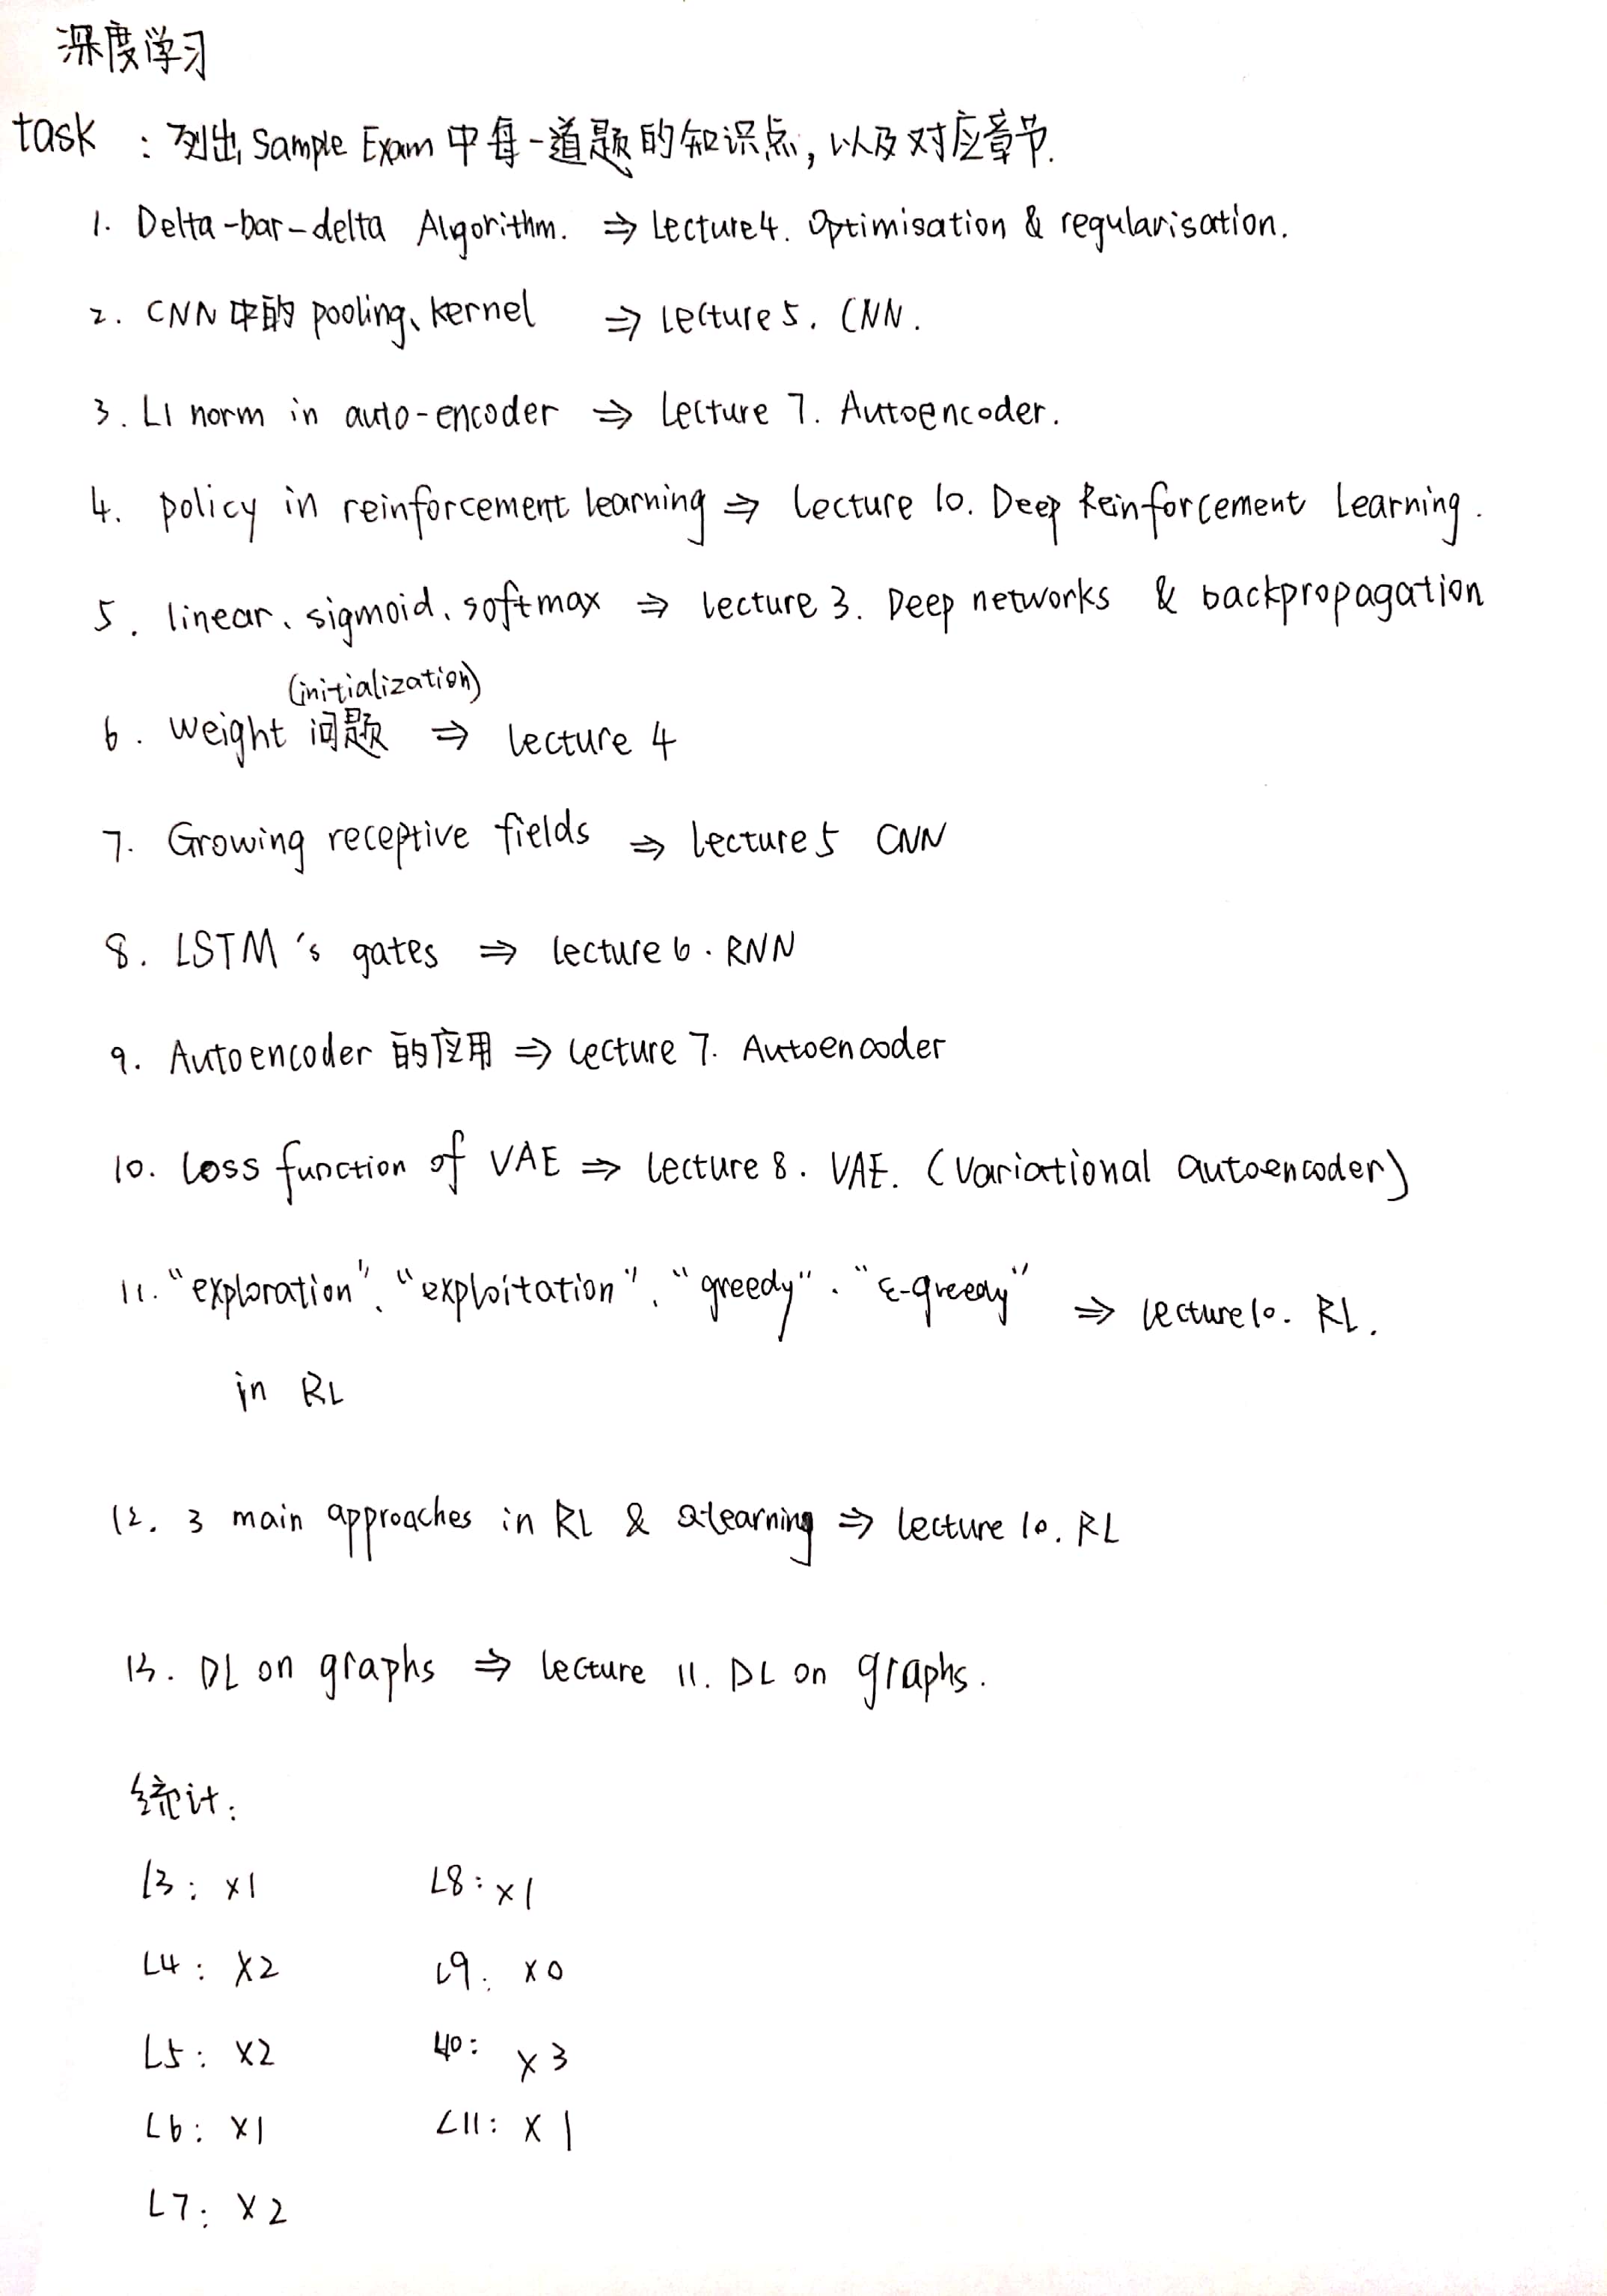 深度学习
task : 列出 Sample Exam 中每一道题的知识点, 以及对应章节.
1. Delta-bar-delta Algorithm. ⇒ Lecture4. Optimisation & regularisation.
2. CNN 中的 pooling、kernel ⇒ Lecture 5. CNN.
3. L1 norm in auto-encoder ⇒ Lecture 7. Autoencoder.
4. policy in reinforcement learning ⇒ Lecture 10. Deep Reinforcement Learning.
5. linear、sigmoid、softmax ⇒ Lecture 3. Deep networks & backpropagation
(initialization)
6. Weight 问题 ⇒ Lecture 4
7. Growing receptive fields ⇒ Lecture 5 CNN
8. LSTM 's gates ⇒ Lecture 6. RNN
9. Autoencoder 的应用 ⇒ Lecture 7. Autoencoder
10. Loss function of VAE ⇒ Lecture 8. VAE. (Variational autoencoder)
11. "exploration"、"exploitation"、"greedy"、"ε-greedy" ⇒ Lecture 10. RL.
in RL
12. 3 main approaches in RL & Qlearning ⇒ Lecture 10. RL
13. DL on graphs ⇒ Lecture 11. DL on graphs.
统计:
L3: x1 L8: x1
L4: x2 L9: x0
L5: x2 L10: x3
L6: x1 L11: x1
L7: x2